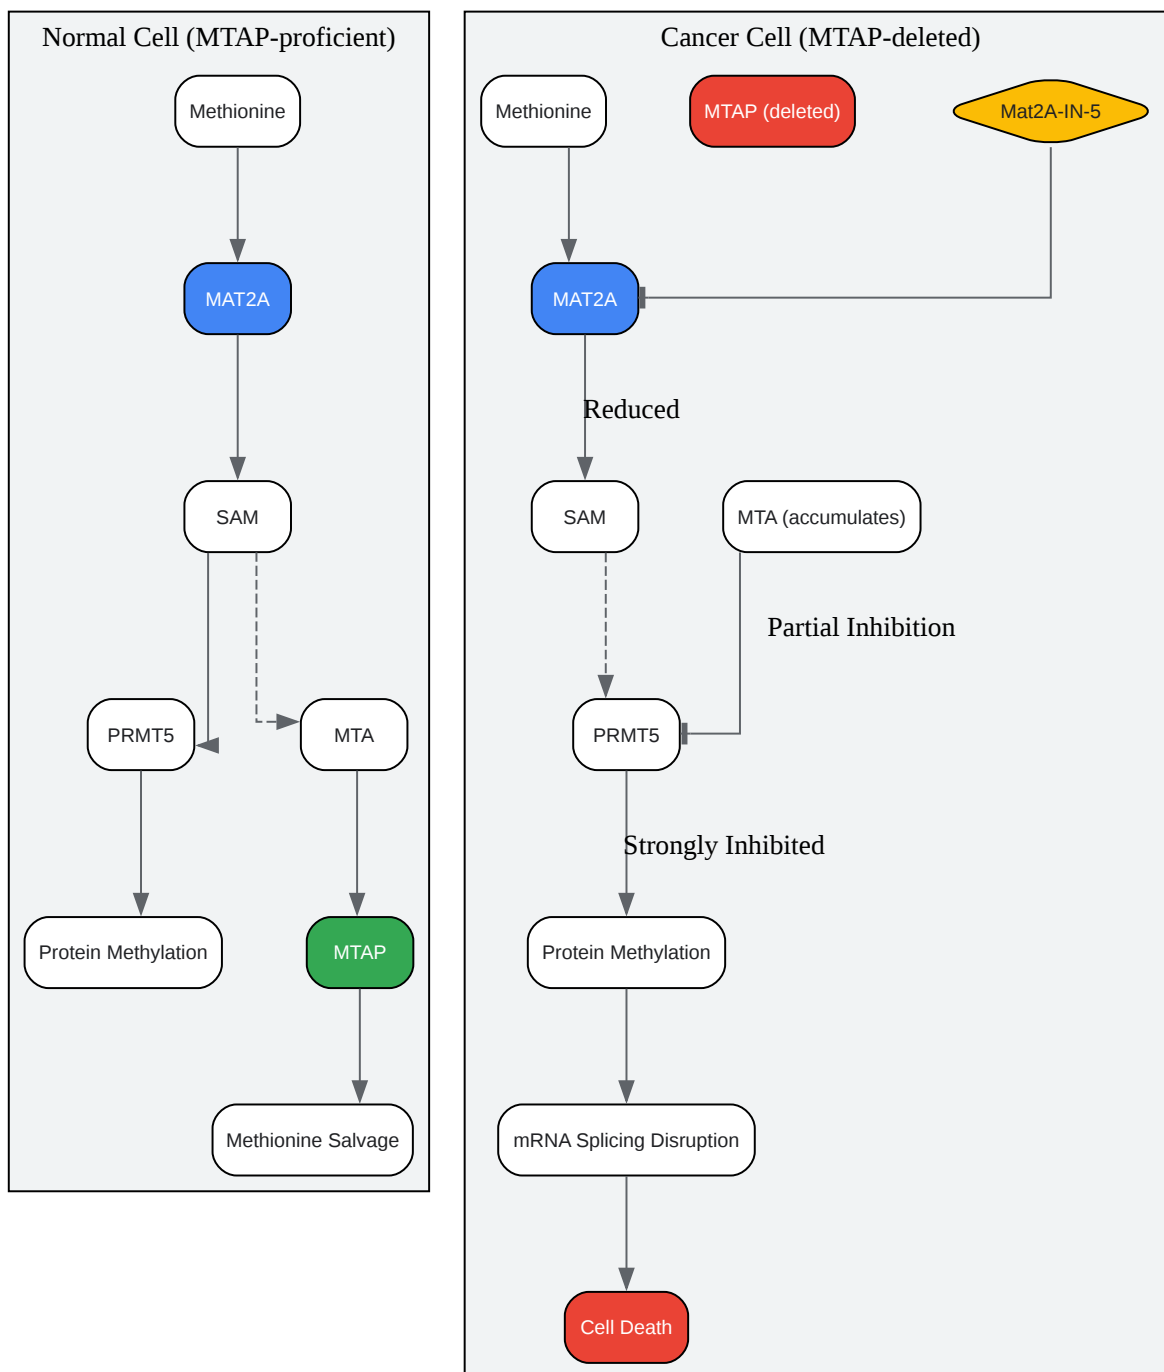 Normal Cell (MTAP-proficient)
Methionine
MAT2A
SAM
PRMT5
MTA
Protein Methylation
MTAP
Methionine Salvage
Cancer Cell (MTAP-deleted)
Methionine
MTAP (deleted)
Mat2A-IN-5
MAT2A
Reduced
SAM
MTA (accumulates)
Partial Inhibition
PRMT5
Strongly Inhibited
Protein Methylation
mRNA Splicing Disruption
Cell Death